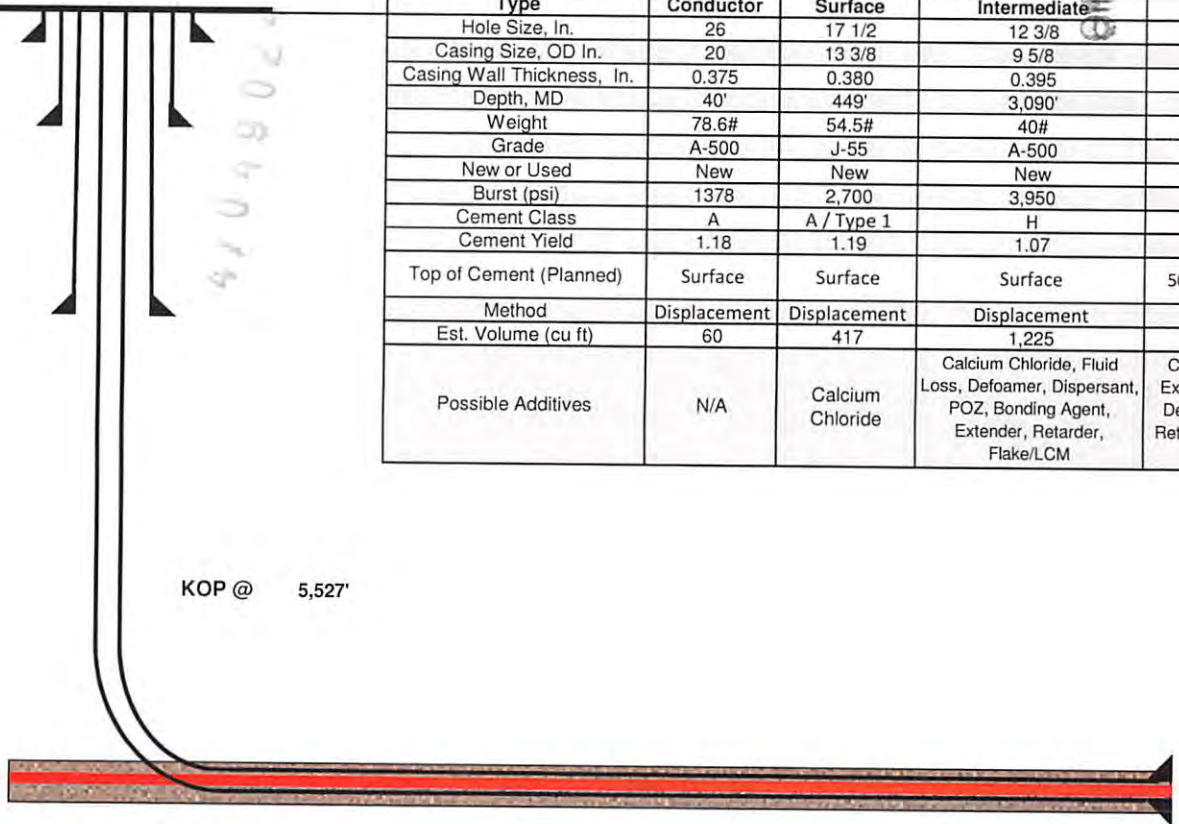 Type Conductor Surface Intermediate
Hole Size, In. 26 17 1/2 12 3/8
Casing Size, OD In. 20 13 3/8 9 5/8
Casing Wall Thickness, In. 0.375 0.380 0.395
Depth, MD 40' 449' 3,090'
Weight 78.6# 54.5# 40#
Grade A-500 J-55 A-500
New or Used New New New
Burst (psi) 1378 2,700 3,950
Cement Class A A / Type 1 H
Cement Yield 1.18 1.19 1.07
Top of Cement (Planned) Surface Surface Surface
Method Displacement Displacement Displacement
Est. Volume (cu ft) 60 417 1,225
Possible Additives N/A Calcium Chloride Calcium Chloride, Fluid
Loss, Defoamer, Dispersant,
POZ, Bonding Agent,
Extender, Retarder,
Flake/LCM
KOP @ 5,527'